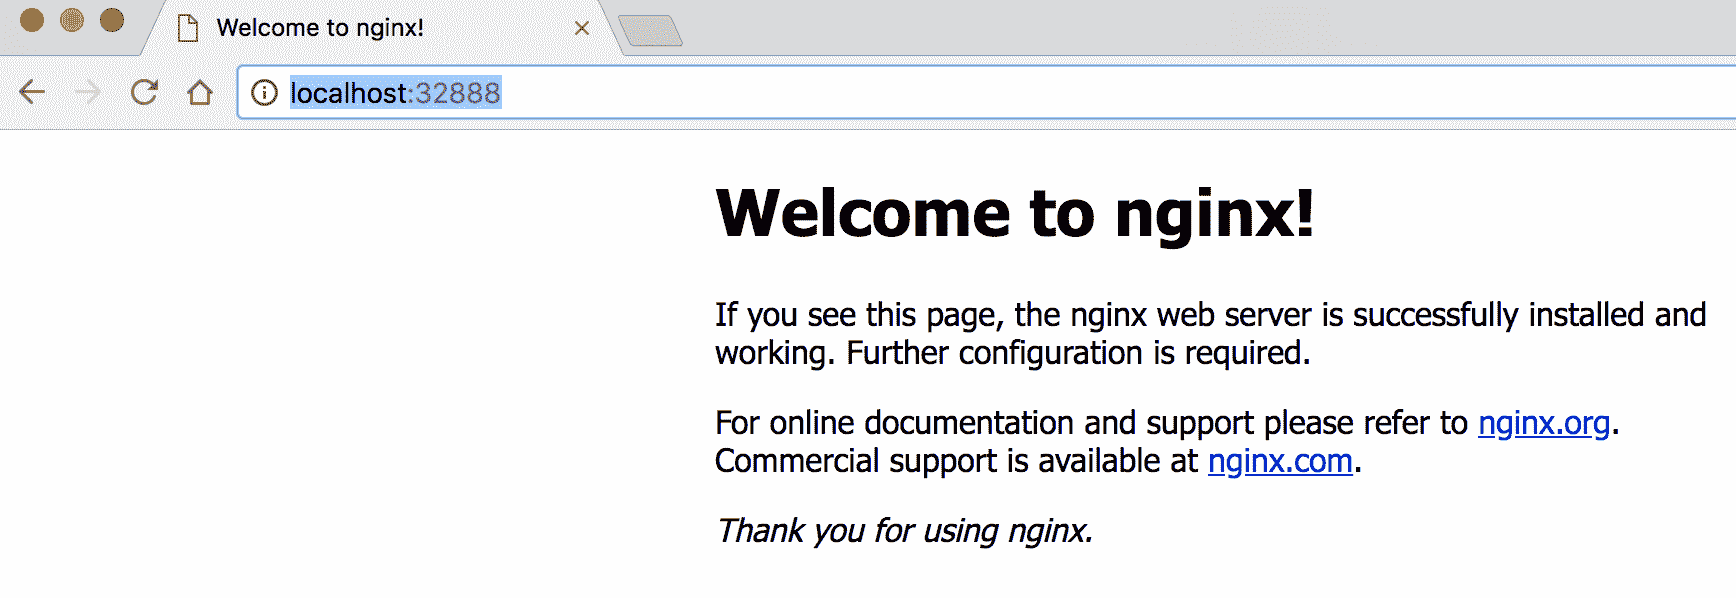 Welcome to nginx!
localhost:32888
Welcome to nginx!
If you see this page, the nginx web server is successfully installed and
working. Further configuration is required.
For online documentation and support please refer to nginx.org.
Commercial support is available at nginx.com.
Thank you for using nginx.